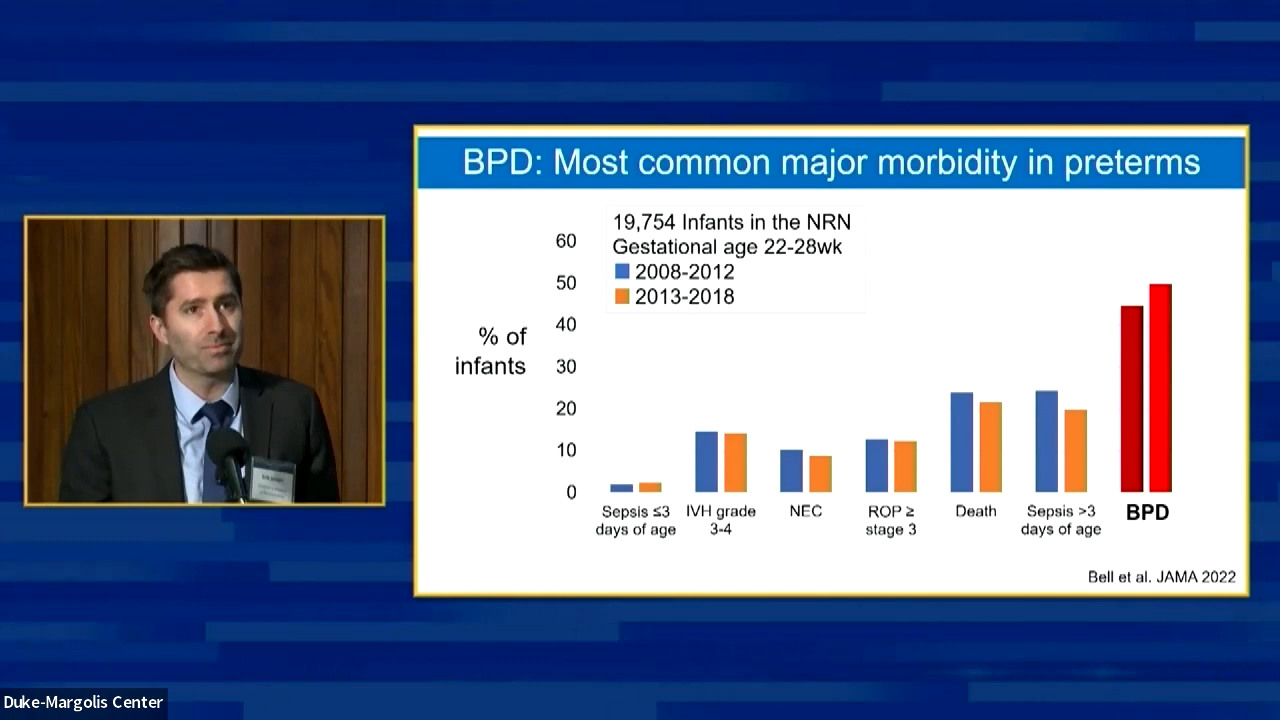 BPD: Most common major morbidity in preterms
19,754 Infants in the NRN
Gestational age 22-28wk
2008-2012
2013-2018
% of
infants
60
50
40
30
20
10
0
Sepsis ≤3
days of age
IVH grade
3-4
NEC
ROP ≥
stage 3
Death
Sepsis >3
days of age
BPD
Bell et al. JAMA 2022
Duke-Margolis Center